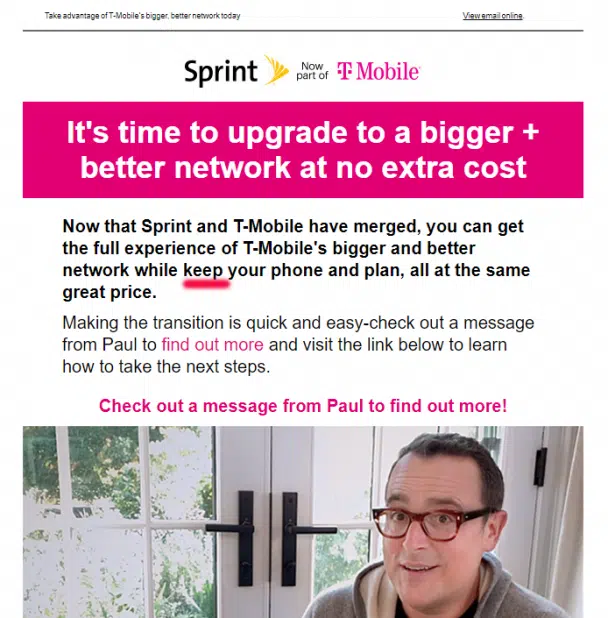 Take advantage of T-Mobile's bigger, better network today
View email online.
Sprint Now part of T Mobile
It's time to upgrade to a bigger +
better network at no extra cost
Now that Sprint and T-Mobile have merged, you can get
the full experience of T-Mobile's bigger and better
network while keep your phone and plan, all at the same
great price.
Making the transition is quick and easy-check out a message
from Paul to find out more and visit the link below to learn
how to take the next steps.
Check out a message from Paul to find out more!